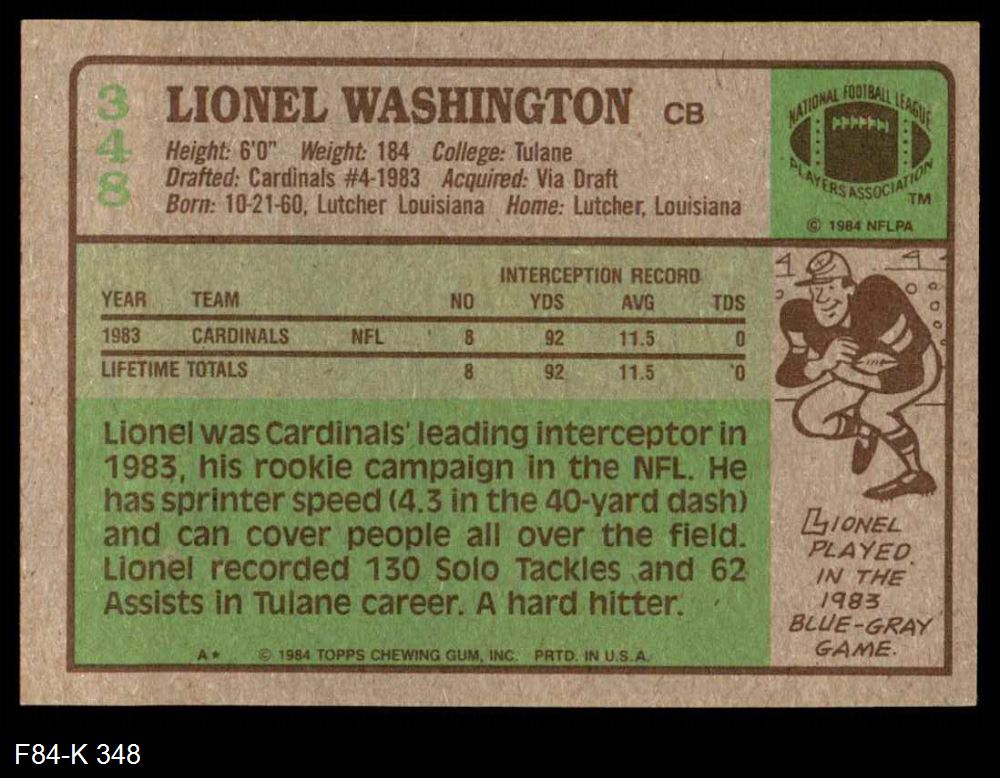 348
LIONEL WASHINGTON CB
Height: 6'0" Weight: 184 College: Tulane
Drafted: Cardinals #4-1983 Acquired: Via Draft
Born: 10-21-60, Lutcher Louisiana Home: Lutcher, Louisiana
NATIONAL FOOTBALL LEAGUE
PLAYERS ASSOCIATION
TM
© 1984 NFLPA
INTERCEPTION RECORD
YEAR TEAM NO YDS AVG TDS
1983 CARDINALS NFL 8 92 11.5 0
LIFETIME TOTALS 8 92 11.5 0
Lionel was Cardinals' leading interceptor in
1983, his rookie campaign in the NFL. He
has sprinter speed (4.3 in the 40-yard dash)
and can cover people all over the field.
Lionel recorded 130 Solo Tackles and 62
Assists in Tulane career. A hard hitter.
A* © 1984 TOPPS CHEWING GUM, INC. PRTD. IN U.S.A.
4 4
LIONEL
PLAYED
IN THE
1983
BLUE-GRAY
GAME.
F84-K 348